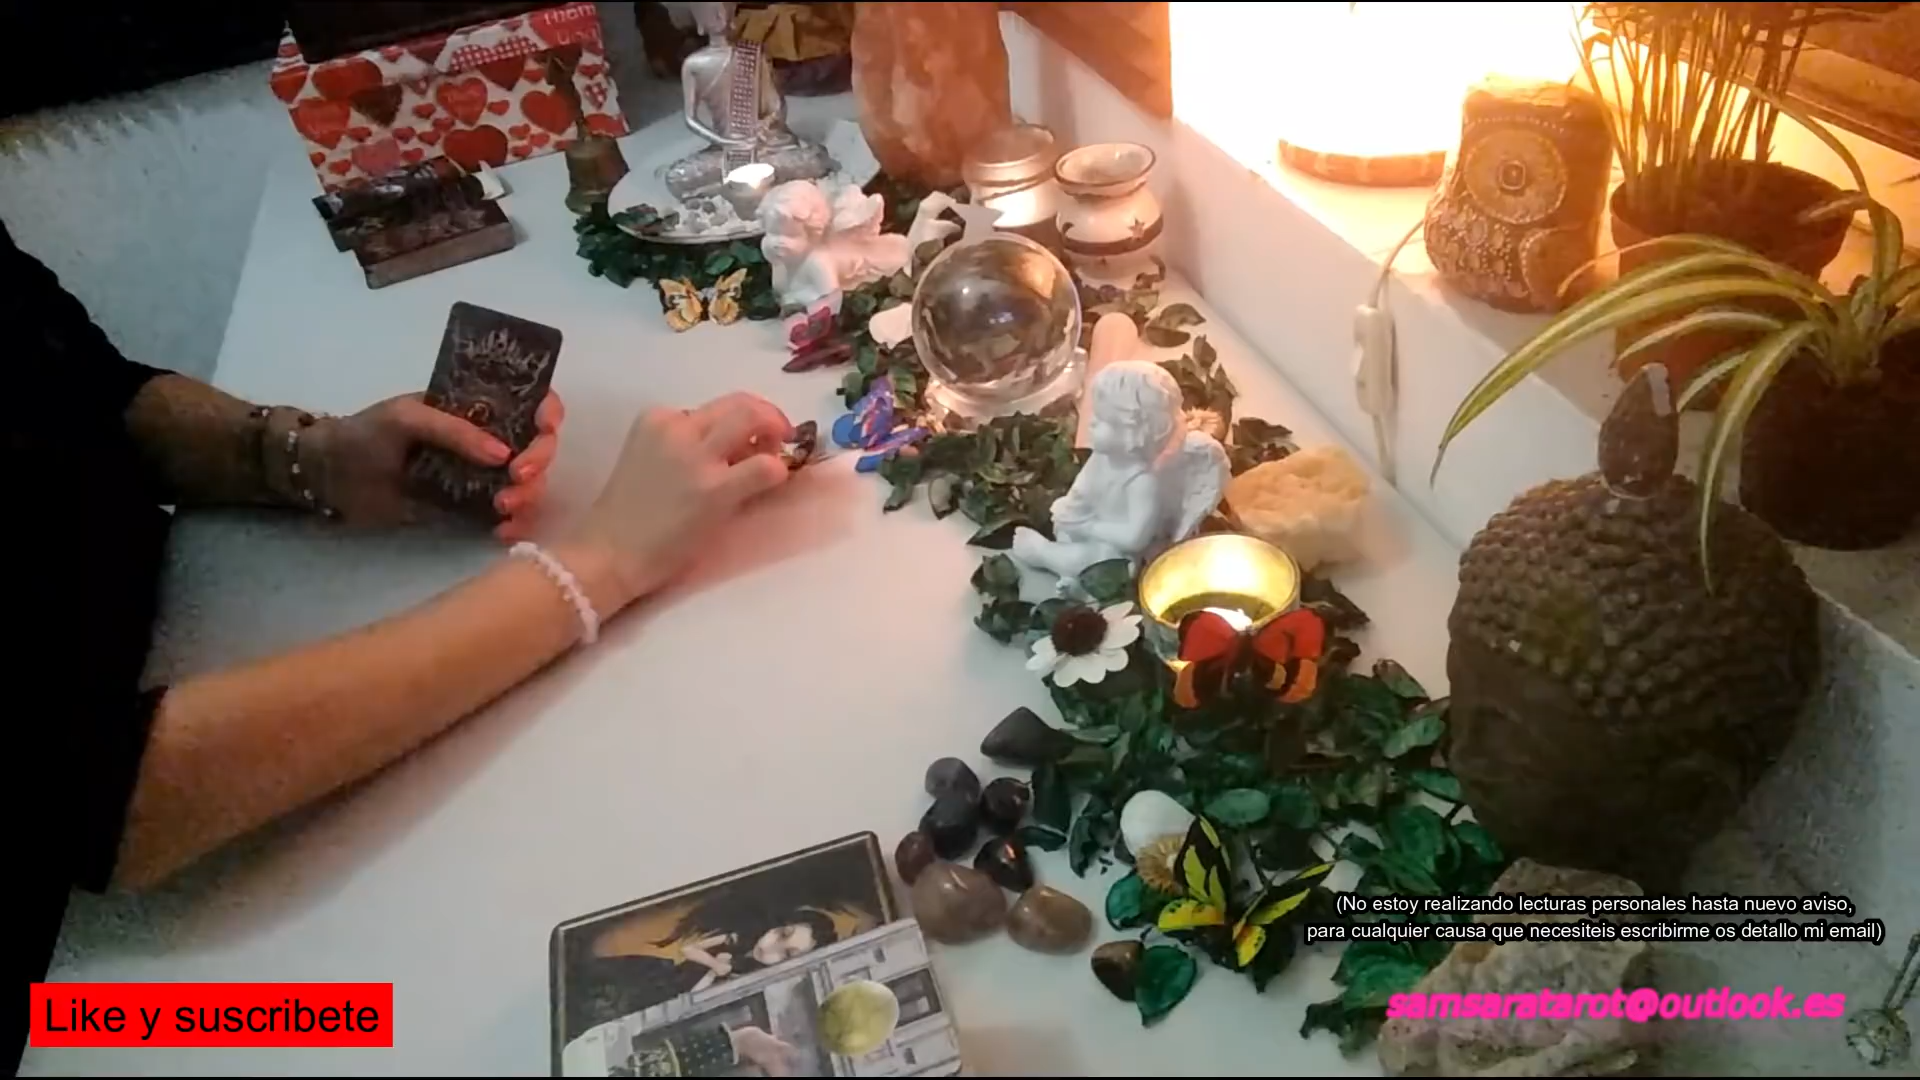 (No estoy realizando lecturas personales hasta nuevo aviso,
para cualquier causa que necesiteis escribirme os detallo mi email)
samsaratarot@outlook.es
Like y suscribete